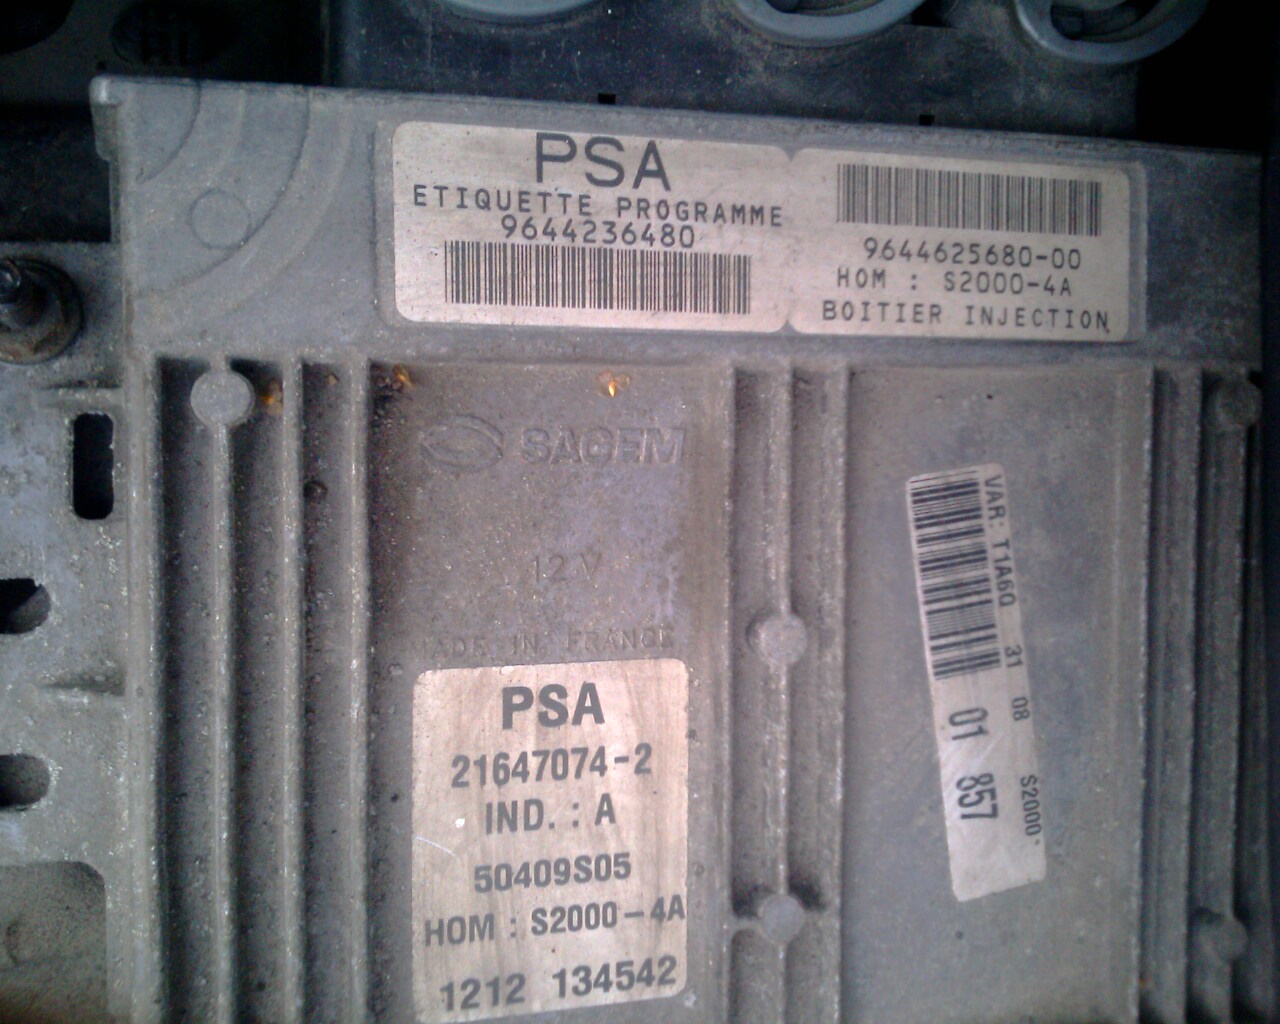 PSA
ETIQUETTE PROGRAMME
9644236480
9644625680-00
HOM : S2000-4A
BOITIER INJECTION
SAGEM
12 V
MADE IN FRANCE
PSA
21647074-2
IND. : A
50409S05
HOM : S2000-4A
1212 134542
VAR: T1A60 31 08 S2000
01 857